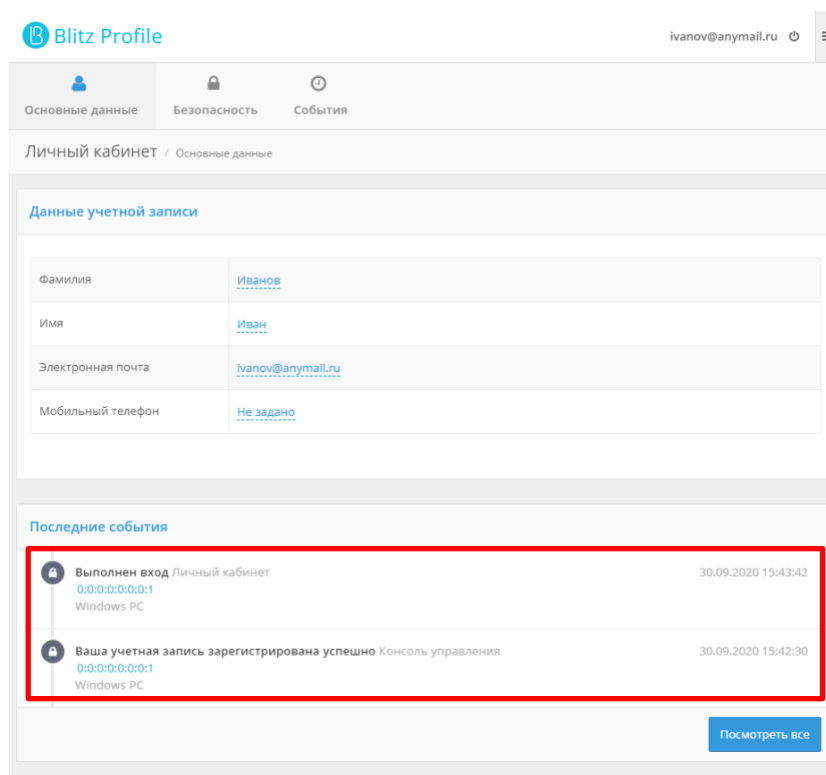 Blitz Profile
ivanov@anymail.ru
Основные данные
Безопасность
События
Личный кабинет / Основные данные
Данные учетной записи
Фамилия Иванов
Имя Иван
Электронная почта ivanov@anymail.ru
Мобильный телефон Не задано
Последние события
Выполнен вход Личный кабинет 30.09.2020 15:43:42
0:0:0:0:0:0:0:1
Windows PC
Ваша учетная запись зарегистрирована успешно Консоль управления 30.09.2020 15:42:30
0:0:0:0:0:0:0:1
Windows PC
Посмотреть все